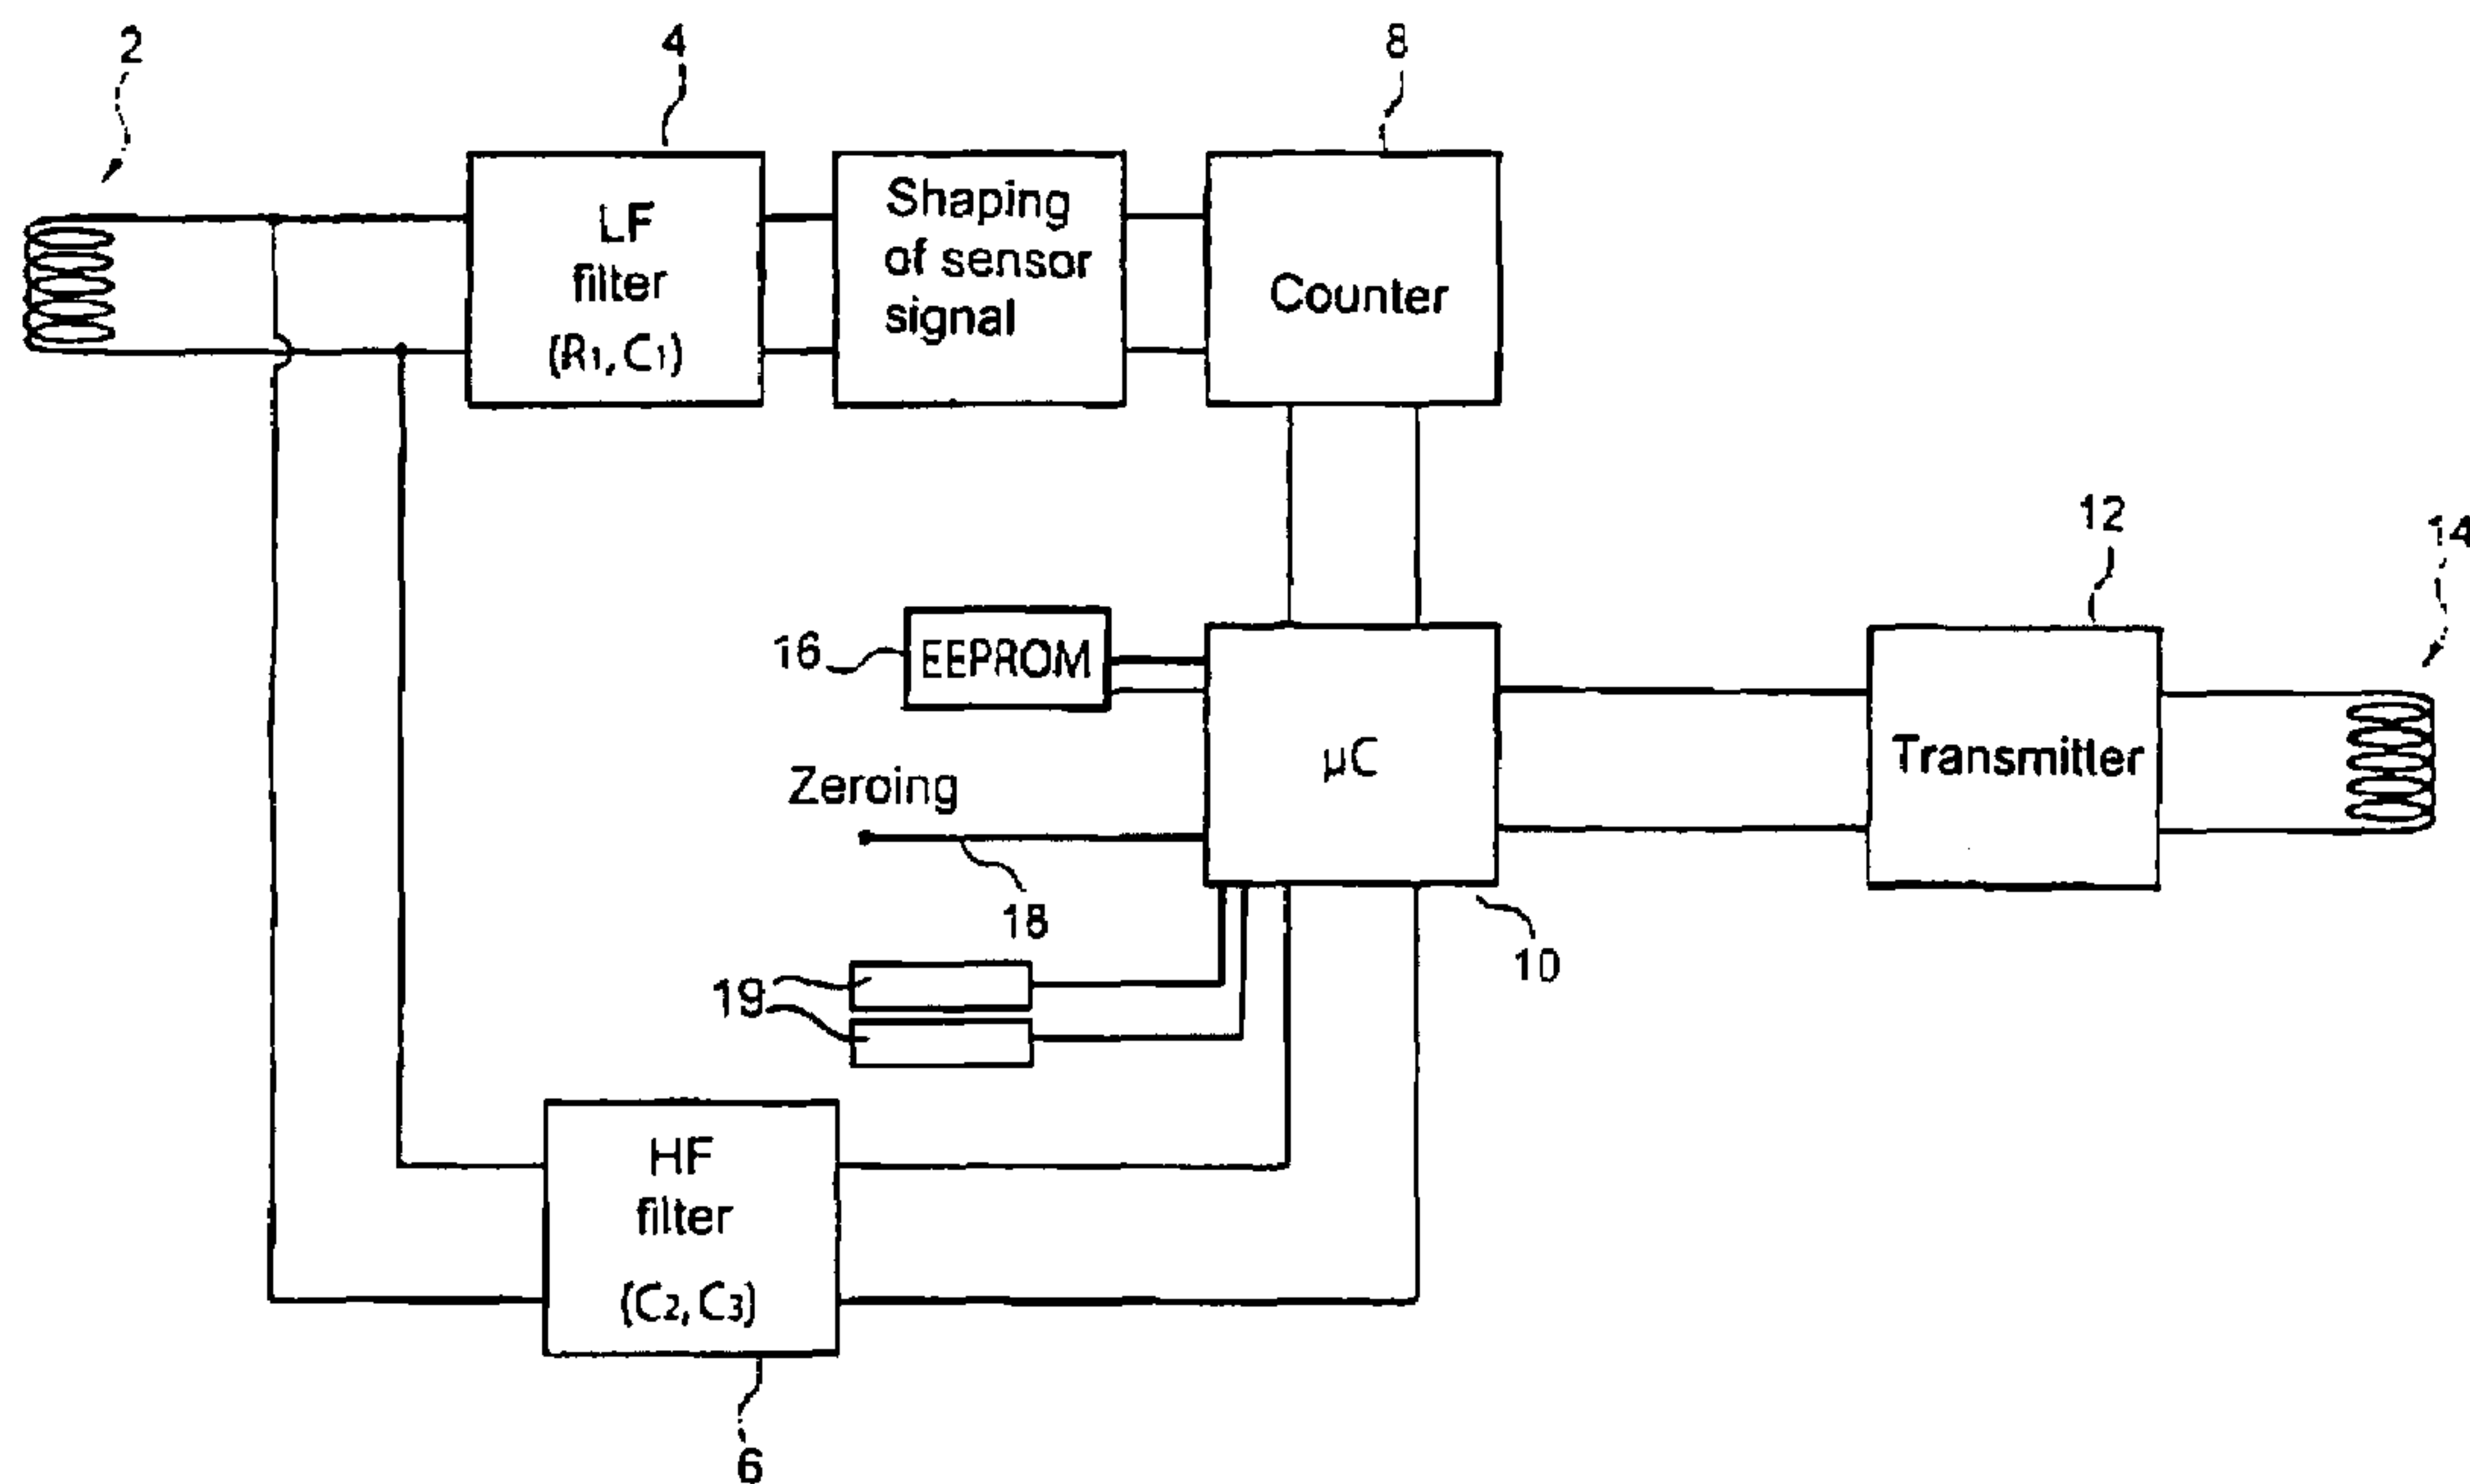 2
4
8
LF
filter
(R1, C1)
Shaping
of sensor
signal
Counter
12
14
16
EEPROM
µC
Transmitter
Zeroing
18
10
19
HF
filter
(C2, C3)
6